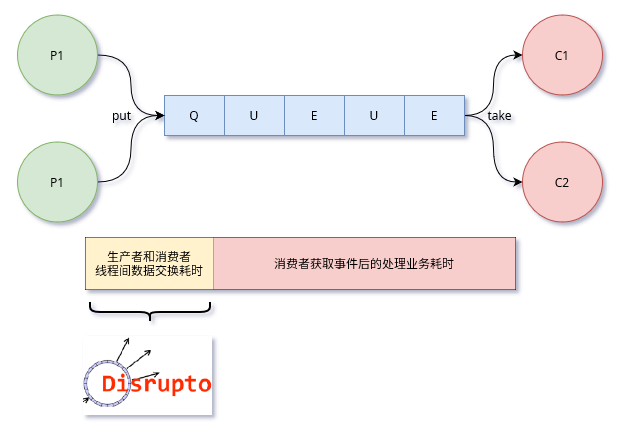 P1
C1
put
Q U E U E
take
P1
C2
生产者和消费者
线程间数据交换耗时
消费者获取事件后的处理业务耗时
Disrupto